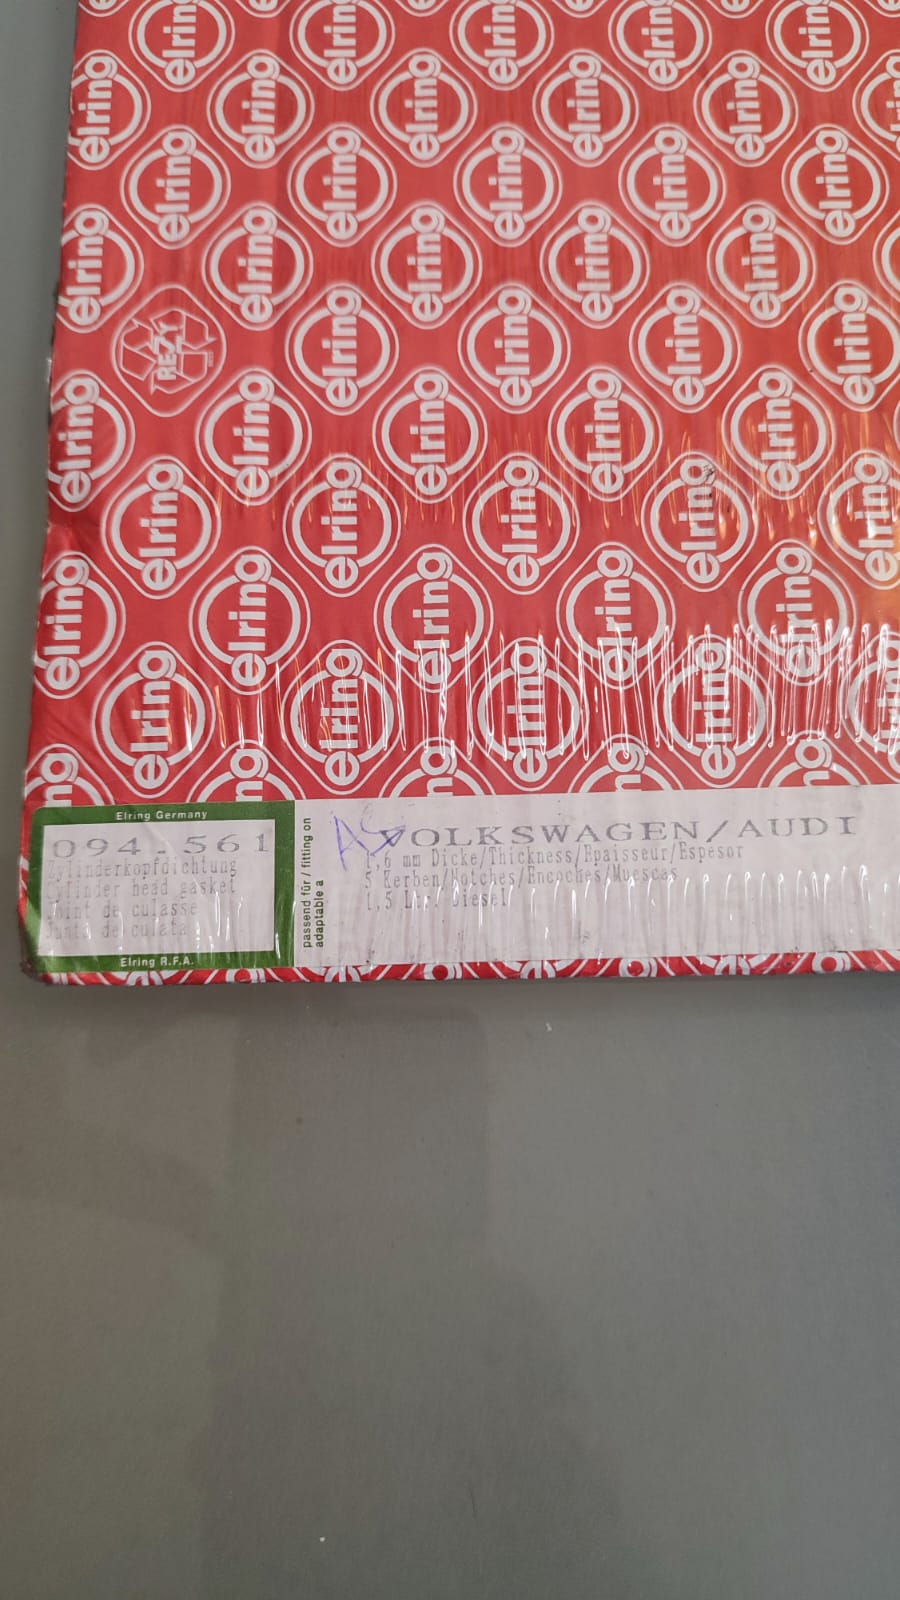 elring
REZY
Elring Germany
094.561
Zylinderkopfdichtung
Cylinder head gasket
Joint de culasse
Junta de culata
Elring R.F.A.
passend für / fitting on
adaptable a
VOLKSWAGEN/AUDI
1,6 mm Dicke/Thickness/Epaisseur/Espesor
5 Kerben/Notches/Encoches/Muescas
1,5 Ltr. Diesel